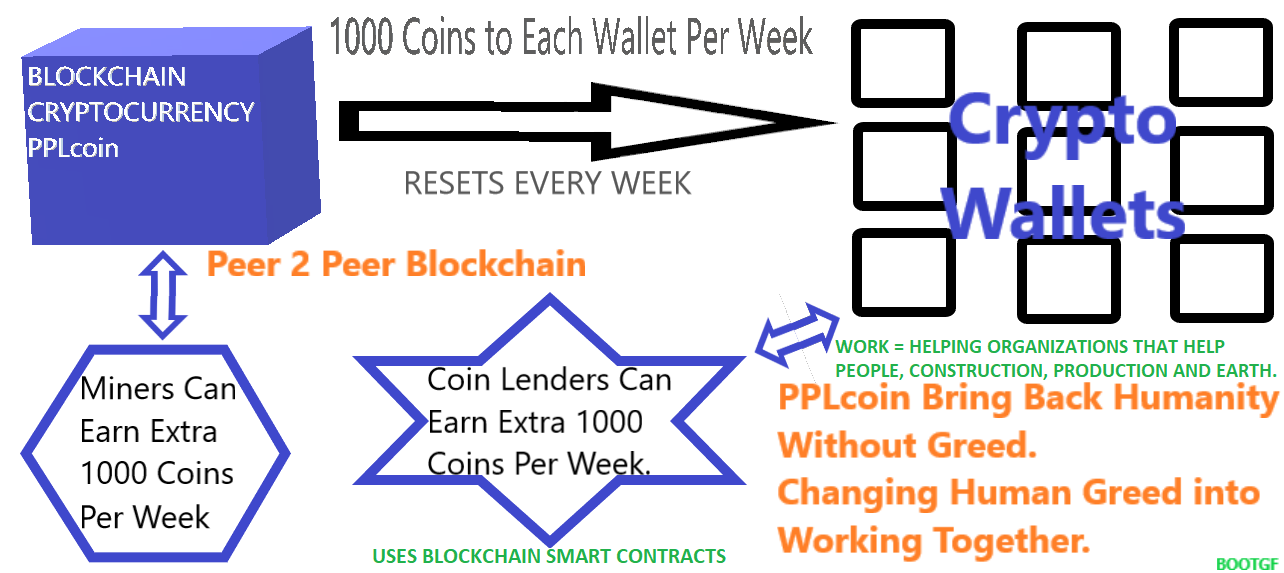 BLOCKCHAIN
CRYPTOCURRENCY
PPLcoin
1000 Coins to Each Wallet Per Week
RESETS EVERY WEEK
Crypto
Wallets
Peer 2 Peer Blockchain
Miners Can
Earn Extra
1000 Coins
Per Week
Coin Lenders Can
Earn Extra 1000
Coins Per Week.
USES BLOCKCHAIN SMART CONTRACTS
WORK = HELPING ORGANIZATIONS THAT HELP
PEOPLE, CONSTRUCTION, PRODUCTION AND EARTH.
PPLcoin Bring Back Humanity
Without Greed.
Changing Human Greed into
Working Together.
BOOTGF